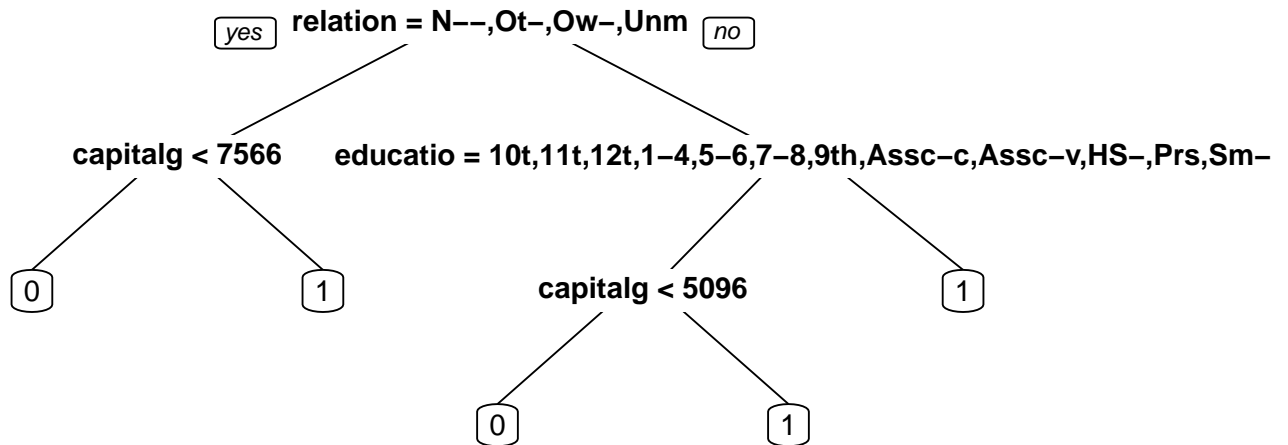 yes relation = N−−,Ot−,Ow−,Unm no
capitalg < 7566 educatio = 10t,11t,12t,1−4,5−6,7−8,9th,Assc−c,Assc−v,HS−,Prs,Sm−
0 1 capitalg < 5096 1
0 1